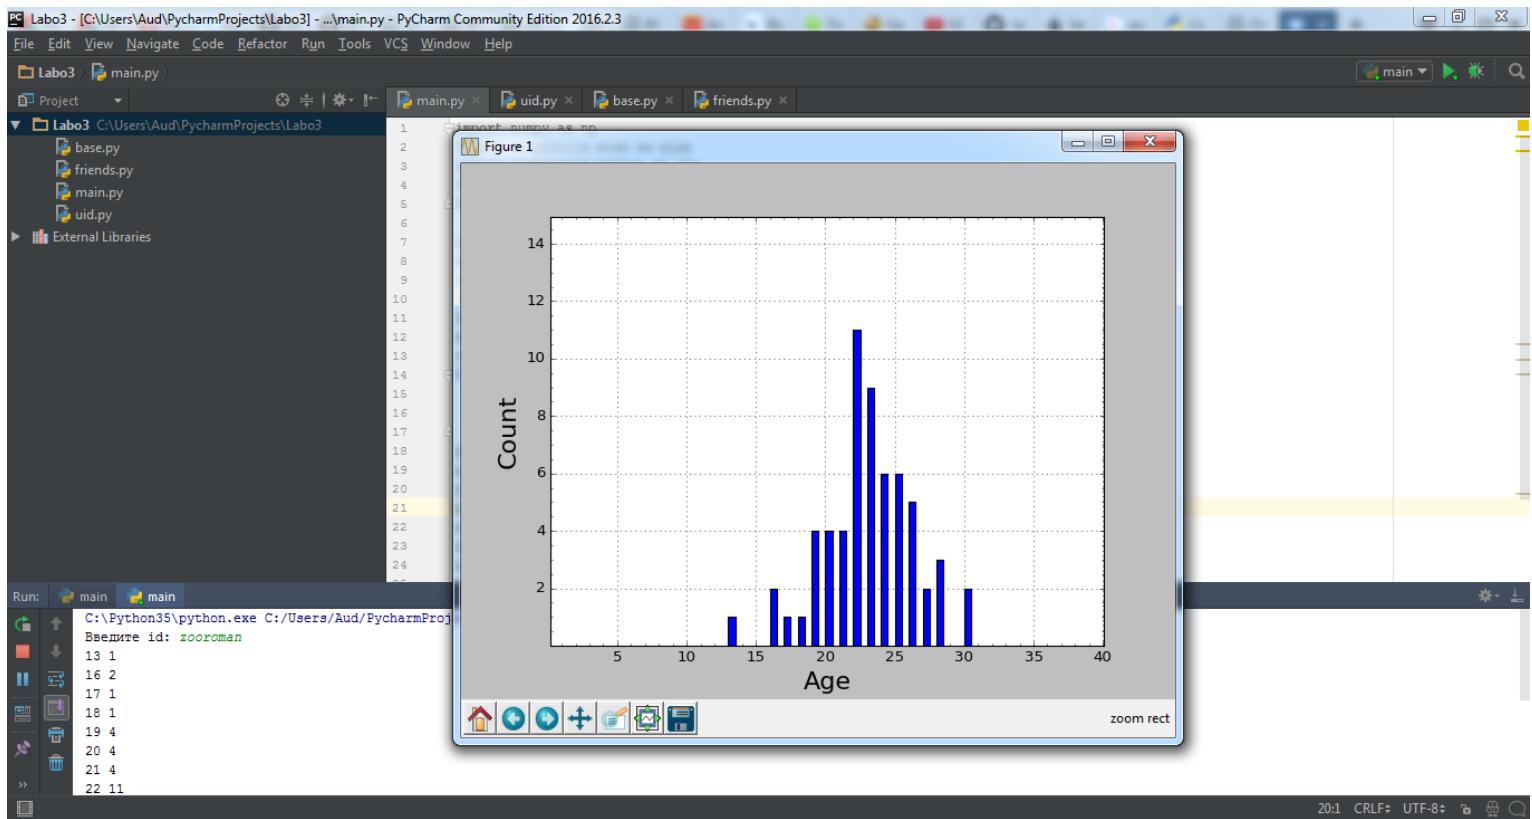 Labo3 - [C:\Users\Aud\PycharmProjects\Labo3] - ...\main.py - PyCharm Community Edition 2016.2.3
File Edit View Navigate Code Refactor Run Tools VCS Window Help
Labo3 main.py main
Project main.py uid.py base.py friends.py
Labo3 C:\Users\Aud\PycharmProjects\Labo3
base.py
friends.py
main.py
uid.py
External Libraries
1 import numpy as np
2
3
4
5
6
7
8
9
10
11
12
13
14
15
16
17
18
19
20
21
22
23
24
Figure 1
14
12
10
8
6
4
2
Count
5 10 15 20 25 30 35 40
Age
zoom rect
Run: main main
C:\Python35\python.exe C:/Users/Aud/PycharmProj
Введите id: zooroman
13 1
16 2
17 1
18 1
19 4
20 4
21 4
22 11
20:1 CRLF UTF-8